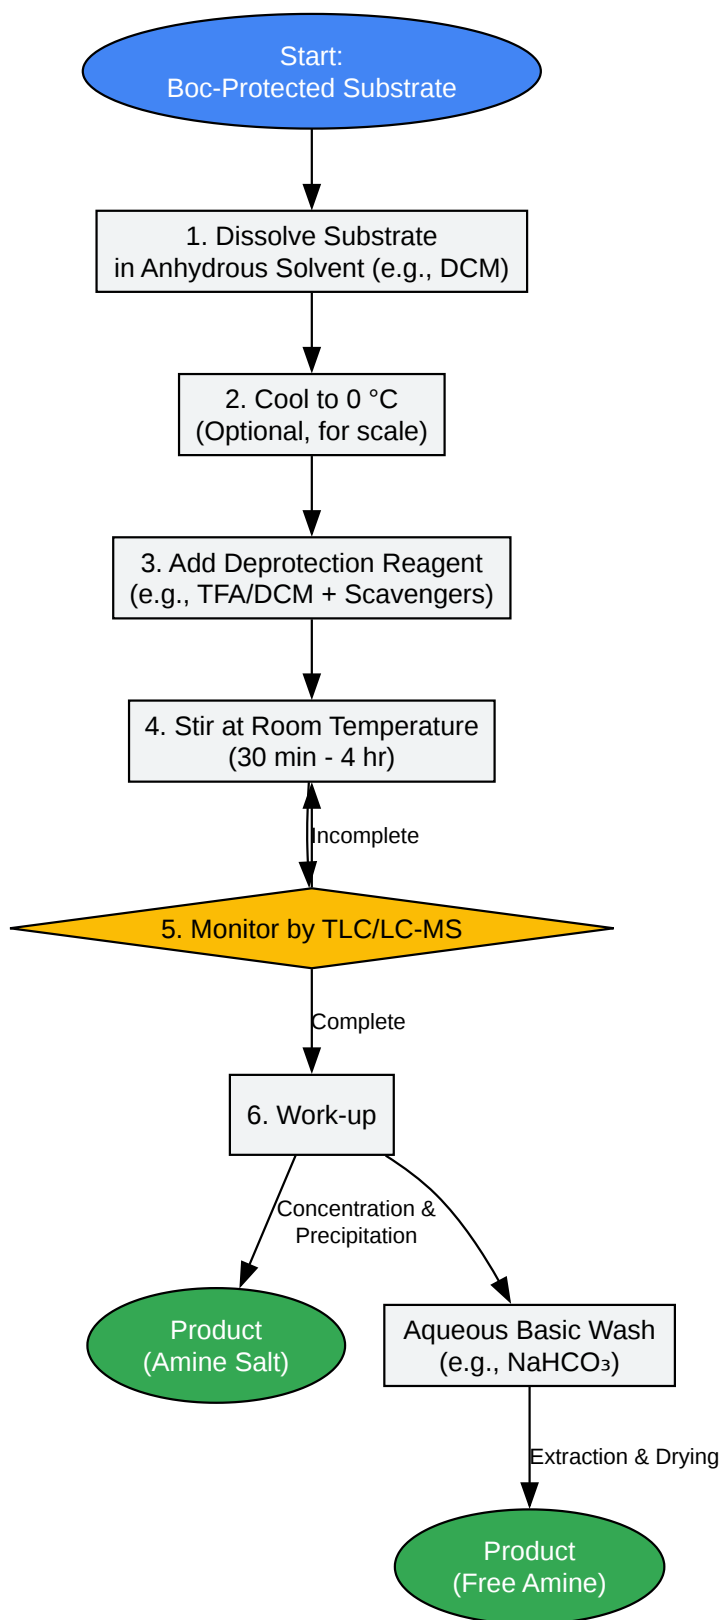 Start:
Boc-Protected Substrate
1. Dissolve Substrate
in Anhydrous Solvent (e.g., DCM)
2. Cool to 0 °C
(Optional, for scale)
3. Add Deprotection Reagent
(e.g., TFA/DCM + Scavengers)
4. Stir at Room Temperature
(30 min - 4 hr)
Incomplete
5. Monitor by TLC/LC-MS
Complete
6. Work-up
Concentration &
Precipitation
Product
(Amine Salt)
Aqueous Basic Wash
(e.g., NaHCO₃)
Extraction & Drying
Product
(Free Amine)